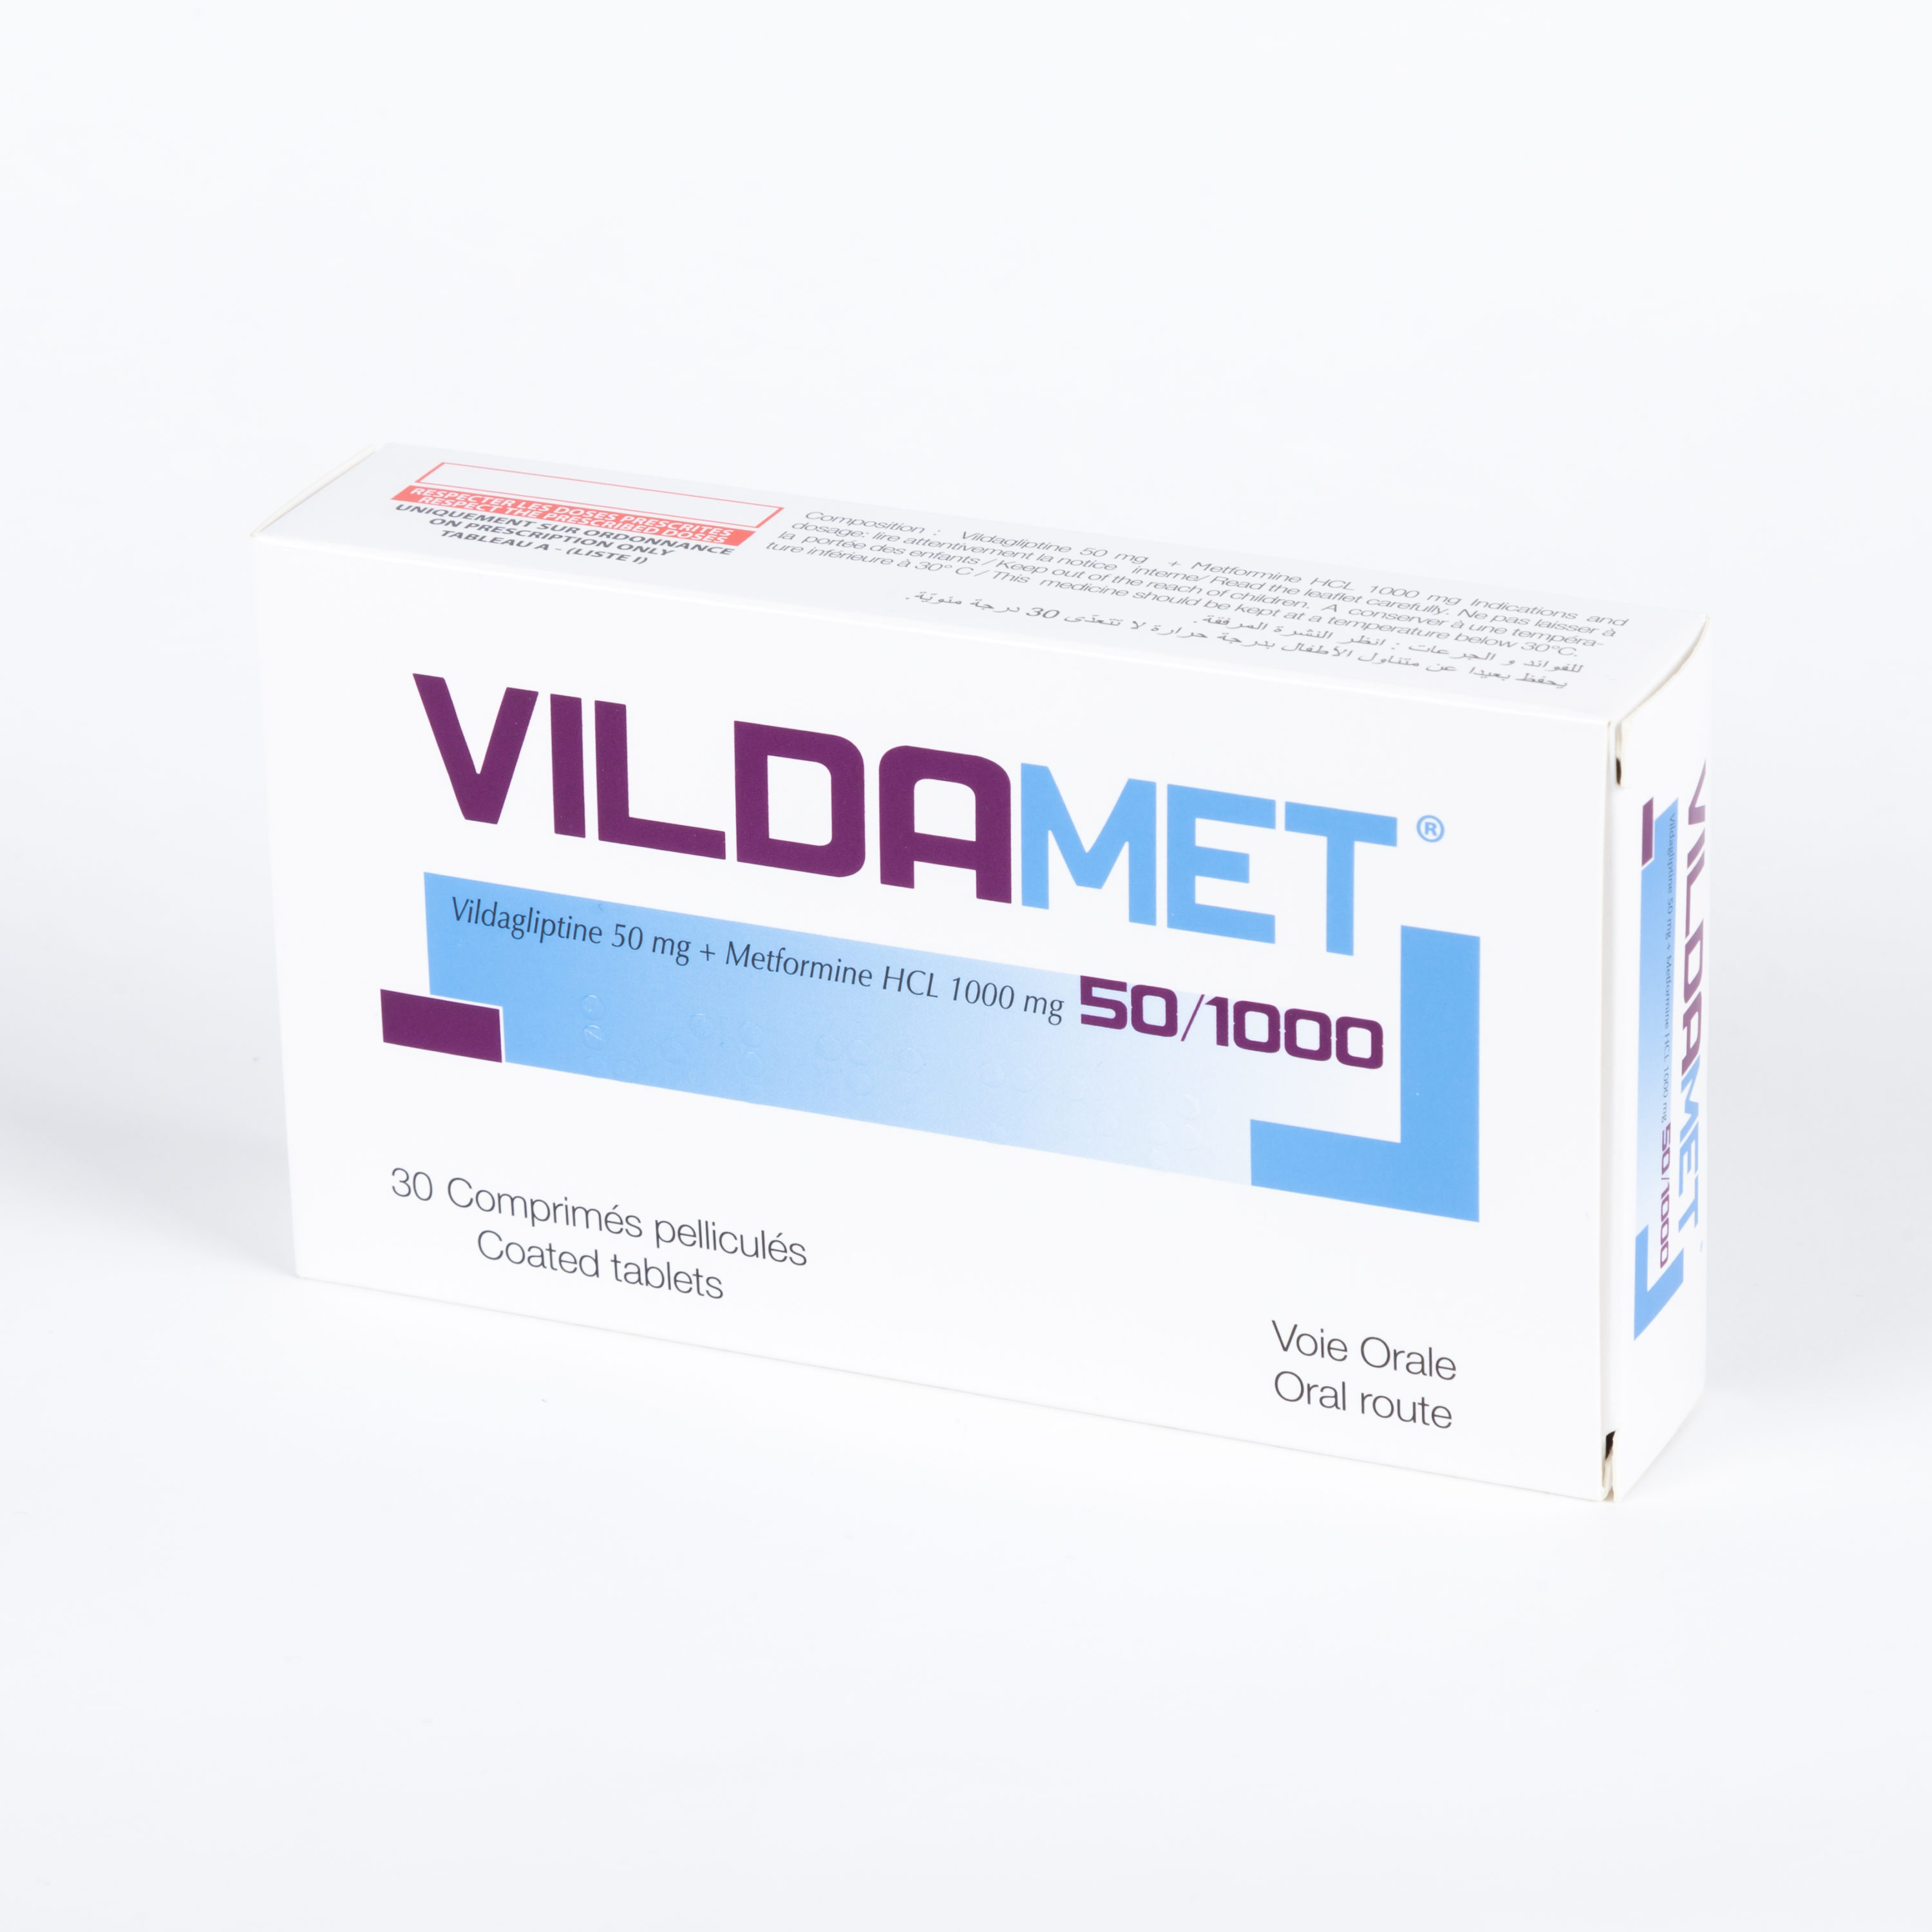 RESPECTER LES DOSES PRESCRITES
RESPECT THE PRESCRIBED DOSES
UNIQUEMENT SUR ORDONNANCE
ON PRESCRIPTION ONLY
TABLEAU A - (LISTE I)
Composition : Vildagliptine 50 mg + Metformine HCL 1000 mg Indications and
dosage: lire attentivement la notice interne/ Read the leaflet carefully. Ne pas laisser à
la portée des enfants / Keep out of the reach of children. A conserver à une tempéra-
ture inférieure à 30° C / This medicine should be kept at a temperature below 30°C.
للفوائد و الجرعات : انظر النشرة المرفقة.
يحفظ بعيدا عن متناول الأطفال بدرجة حرارة لا تتعدّى 30 درجة مئويّة.
VILDAMET®
Vildagliptine 50 mg + Metformine HCL 1000 mg 50/1000
30 Comprimés pelliculés
Coated tablets
Voie Orale
Oral route
VILDAMET
Vildagliptine 50 mg + Metformine HCL 1000 mg 50/1000